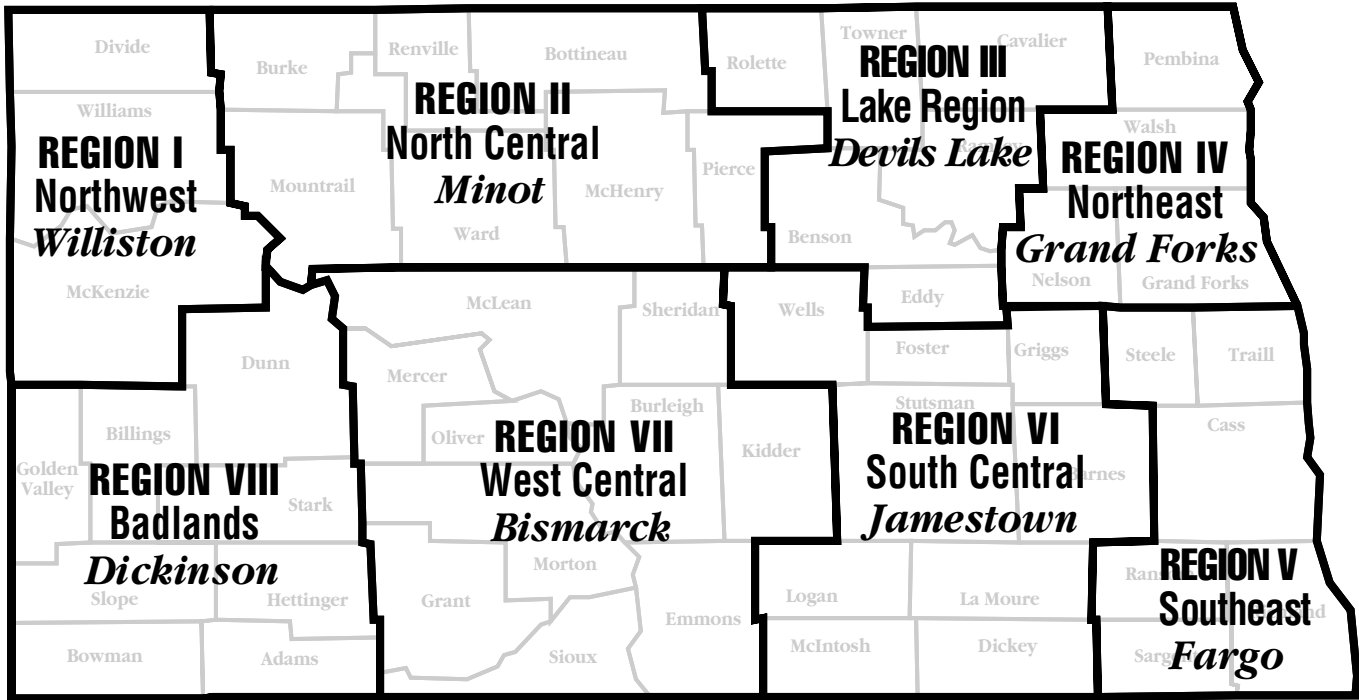 Divide
Burke
Renville
Bottineau
Rolette
Towner
Cavalier
Pembina
Williams
Mountrail
Ward
McHenry
Pierce
Benson
Walsh
Nelson
Grand Forks
McKenzie
REGION I
Northwest
Williston
REGION II
North Central
Minot
REGION III
Lake Region
Devils Lake
REGION IV
Northeast
Grand Forks
Dunn
McLean
Sheridan
Wells
Eddy
Foster
Griggs
Steele
Traill
Mercer
Oliver
Burleigh
Kidder
Stutsman
Barnes
Cass
Billings
Golden
Valley
Stark
REGION VIII
Badlands
Dickinson
REGION VII
West Central
Bismarck
REGION VI
South Central
Jamestown
REGION V
Southeast
Fargo
Slope
Hettinger
Grant
Morton
Emmons
Logan
La Moure
Bowman
Adams
Sioux
McIntosh
Dickey